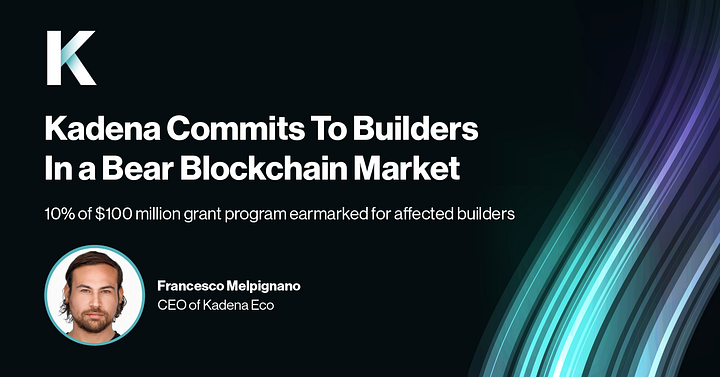 K
Kadena Commits To Builders
In a Bear Blockchain Market
10% of $100 million grant program earmarked for affected builders
Francesco Melpignano
CEO of Kadena Eco